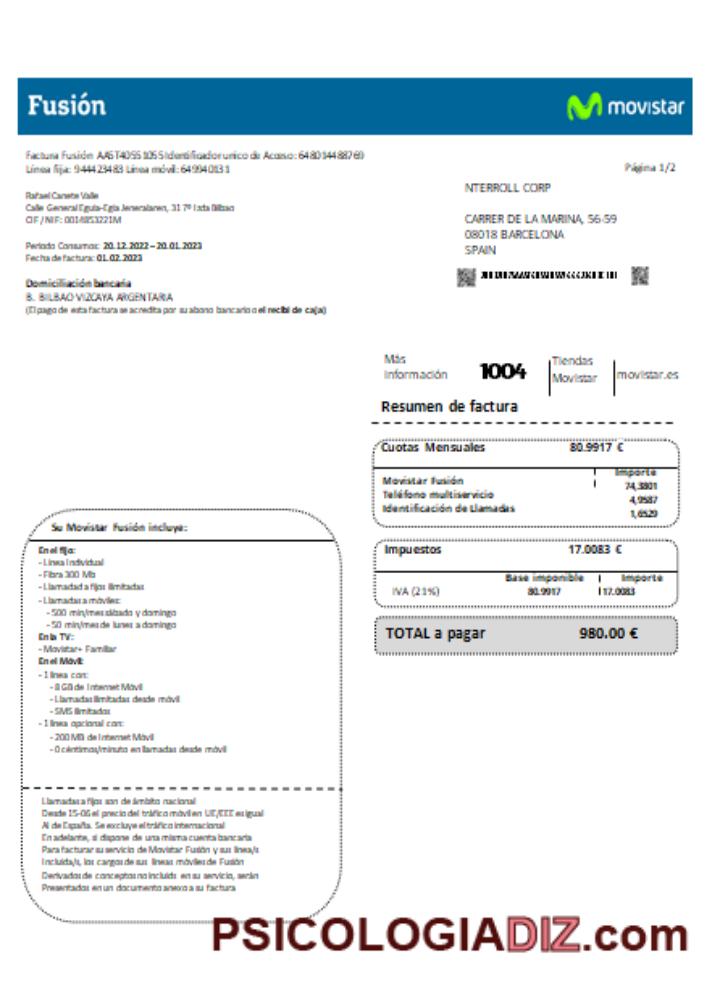 Fusión
movistar
Factura Fusión AA5T40551055 Identificador unico de Acceso: 648014488769
Línea fija: 944423483 Línea móvil: 649940131
Página 1/2
Rafael Canete Valle
Calle General Eguía-Egia Jeneralaren, 31 7º Izda Bilbao
CIF / NIF: 0014853221M
NTERROLL CORP
CARRER DE LA MARINA, 56-59
08018 BARCELONA
SPAIN
Periodo Consumos: 20.12.2022 – 20.01.2023
Fecha de factura: 01.02.2023
Domiciliación bancaria
B. BILBAO VIZCAYA ARGENTARIA
(El pago de esta factura se acredita por su abono bancario o el recibi de caja)
Más Información
1004
Tiendas Movistar
movistar.es
Resumen de factura
Cuotas Mensuales 80.9917 €
Importe
Movistar Fusión 74,3801
Teléfono multiservicio 4,9587
Identificación de Llamadas 1,6529
Impuestos 17.0083 €
Base imponible Importe
IVA (21%) 80.9917 17.0083
TOTAL a pagar 980.00 €
Su Movistar Fusión incluye:
En el fijo:
- Línea Individual
- Fibra 300 Mb
- Llamadad a fijos ilimitadas
- Llamadas a móviles:
- 500 min/mes sábado y domingo
- 50 min/mes de lunes a domingo
En la TV:
- Movistar+ Familiar
En el Móvil:
- 1 línea con:
- 8 GB de Internet Móvil
- Llamadas ilimitadas desde móvil
- SMS ilimitados
- 1 línea opcional con:
- 200 MB de Internet Móvil
- 0 céntimos/minuto en llamadas desde móvil
Llamadas a fijos son de ámbito nacional
Desde 15-06 el precio del tráfico móvil en UE/EEE es igual
Al de España. Se excluye el tráfico internacional
En adelante, si dispone de una misma cuenta bancaria
Para facturar su servicio de Movistar Fusión y sus línea/s
Incluida/s, los cargos de sus líneas móviles de Fusión
Derivados de conceptos no incluids en su servicio, serán
Presentados en un documento anexo a su factura
PSICOLOGIADIZ.com